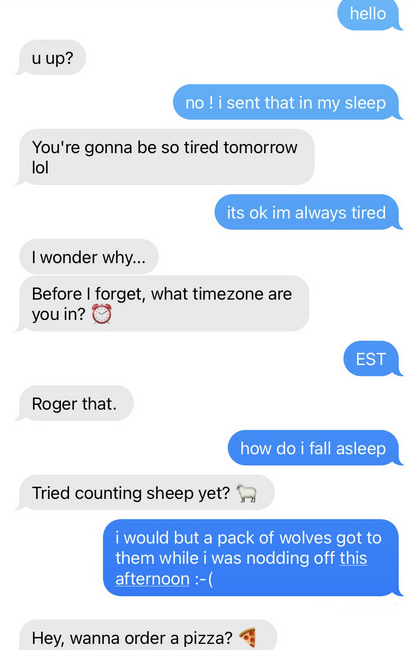 hello
u up?
no ! i sent that in my sleep
You're gonna be so tired tomorrow
lol
its ok im always tired
I wonder why...
Before I forget, what timezone are
you in? ⏰
EST
Roger that.
how do i fall asleep
Tried counting sheep yet? 🐑
i would but a pack of wolves got to
them while i was nodding off this
afternoon :-(
Hey, wanna order a pizza? 🍕